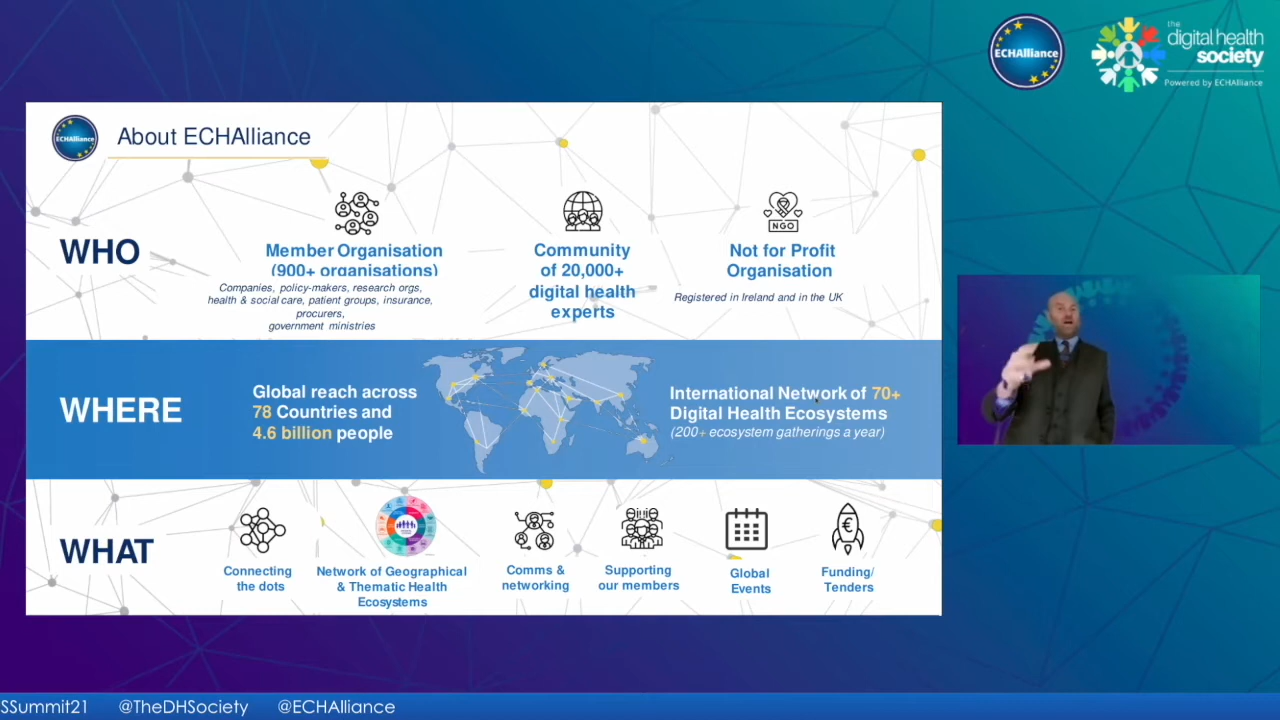 ECHAlliance
the
digital health
society
Powered by ECHAlliance
ECHAlliance
About ECHAlliance
WHO
Member Organisation
(900+ organisations)
Companies, policy-makers, research orgs,
health & social care, patient groups, insurance,
procurers,
government ministries
Community
of 20,000+
digital health
experts
NGO
Not for Profit
Organisation
Registered in Ireland and in the UK
WHERE
Global reach across
78 Countries and
4.6 billion people
International Network of 70+
Digital Health Ecosystems
(200+ ecosystem gatherings a year)
WHAT
Connecting
the dots
Network of Geographical
& Thematic Health
Ecosystems
Comms &
networking
Supporting
our members
Global
Events
€
Funding/
Tenders
SSummit21 @TheDHSociety @ECHAlliance